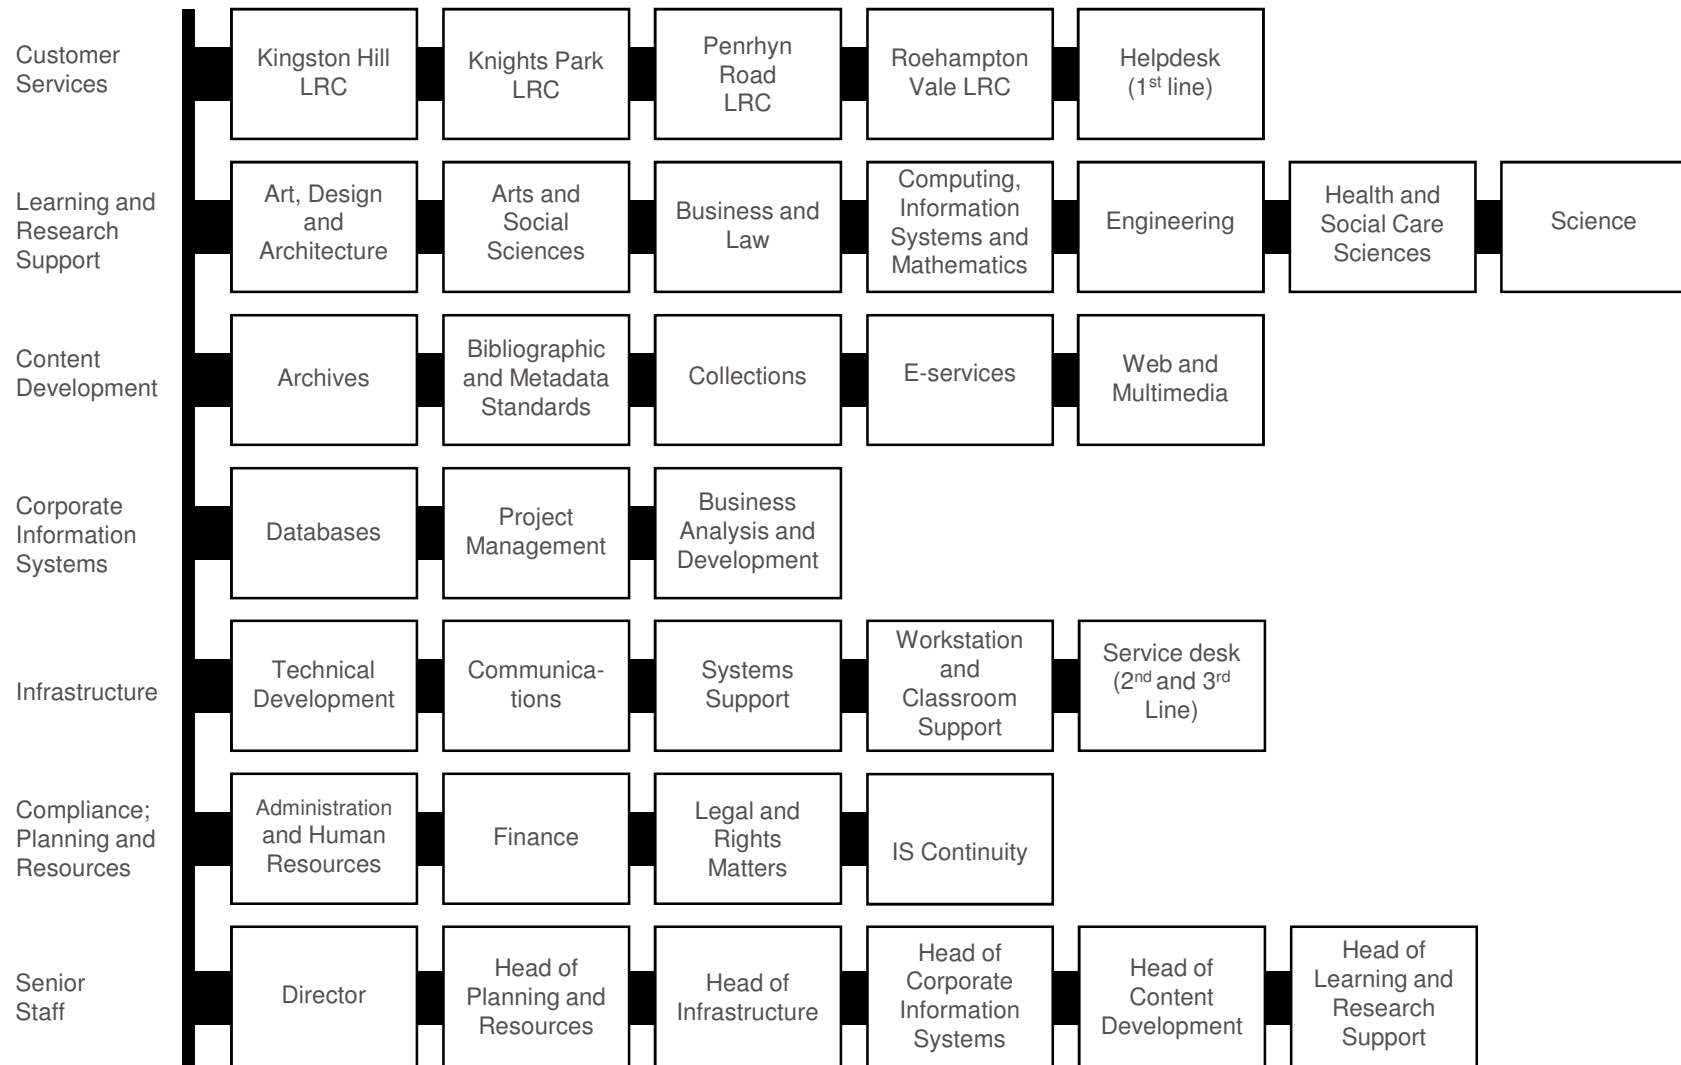 Customer
Services
Kingston Hill
LRC
Knights Park
LRC
Penrhyn
Road
LRC
Roehampton
Vale LRC
Helpdesk
(1st line)
Learning and
Research
Support
Art, Design
and
Architecture
Arts and
Social
Sciences
Business and
Law
Computing,
Information
Systems and
Mathematics
Engineering
Health and
Social Care
Sciences
Science
Content
Development
Archives
Bibliographic
and Metadata
Standards
Collections
E-services
Web and
Multimedia
Corporate
Information
Systems
Databases
Project
Management
Business
Analysis and
Development
Infrastructure
Technical
Development
Communica-
tions
Systems
Support
Workstation
and
Classroom
Support
Service desk
(2nd and 3rd
Line)
Compliance;
Planning and
Resources
Administration
and Human
Resources
Finance
Legal and
Rights
Matters
IS Continuity
Senior
Staff
Director
Head of
Planning and
Resources
Head of
Infrastructure
Head of
Corporate
Information
Systems
Head of
Content
Development
Head of
Learning and
Research
Support